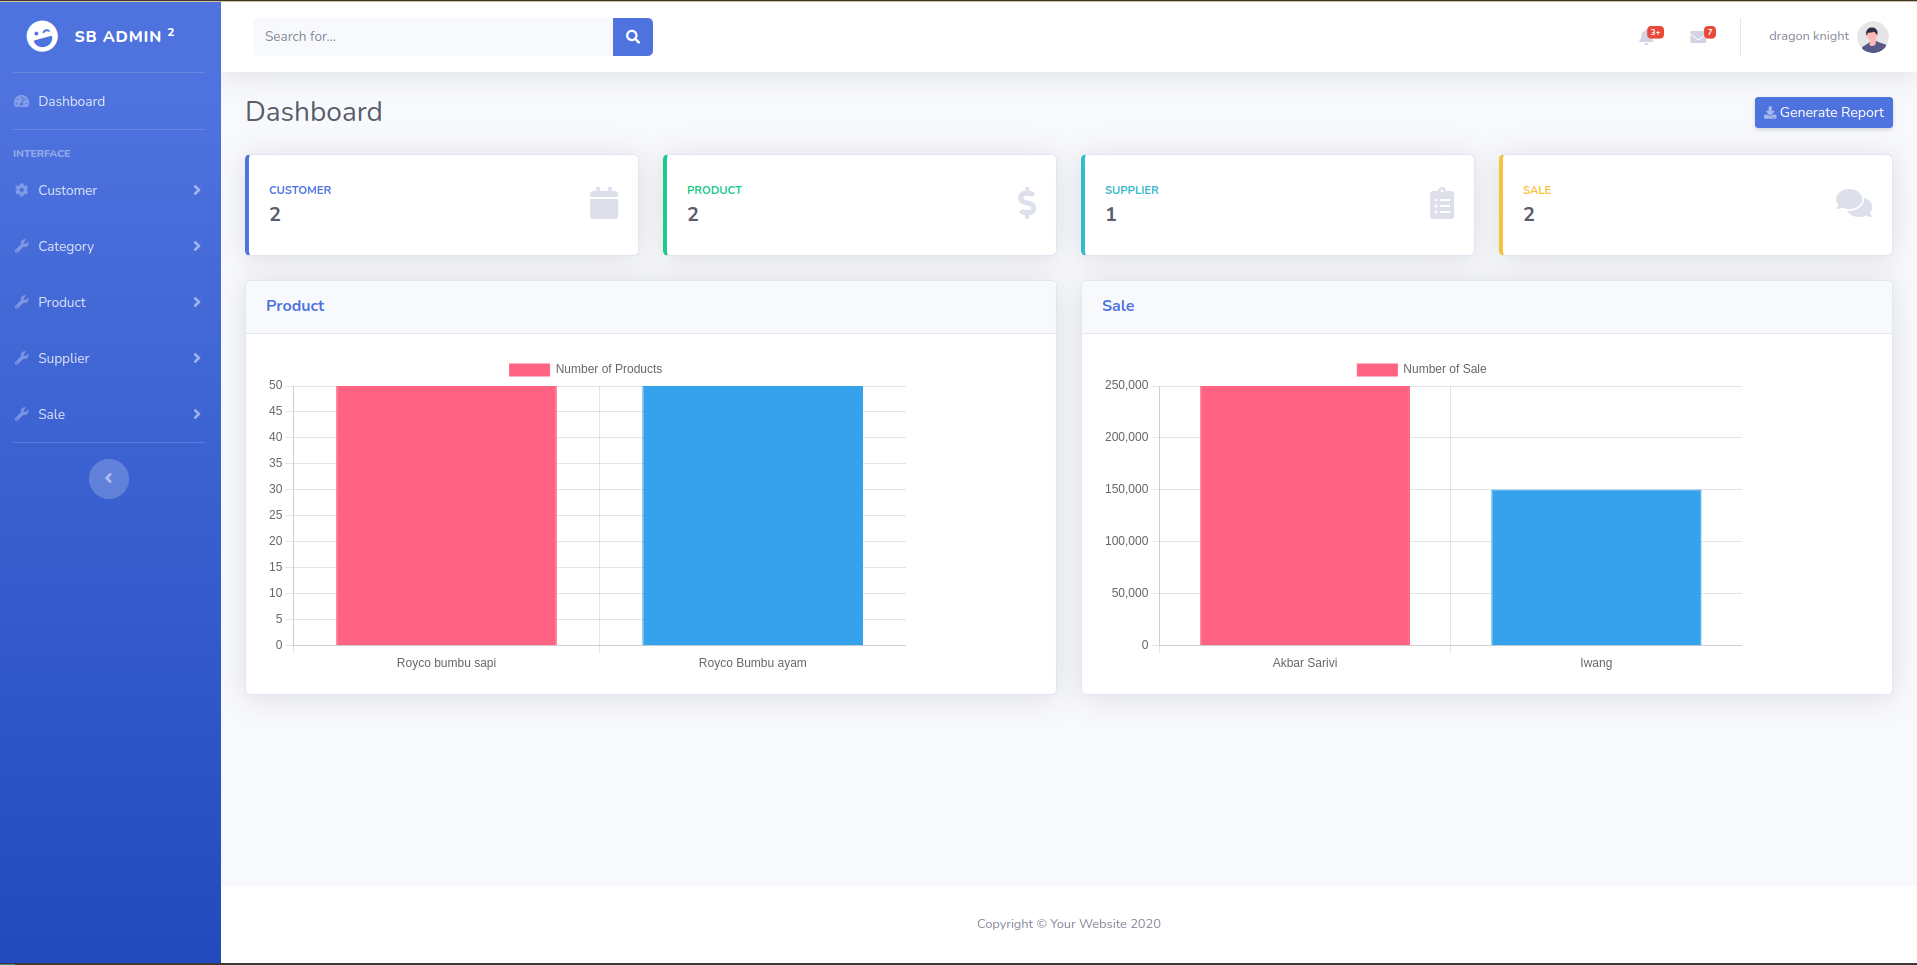 SB ADMIN 2
Search for...
3+
7
dragon knight
Dashboard
INTERFACE
Customer
Category
Product
Supplier
Sale
Dashboard
Generate Report
CUSTOMER
2
PRODUCT
2
SUPPLIER
1
SALE
2
Product
Number of Products
50
45
40
35
30
25
20
15
10
5
0
Royco bumbu sapi
Royco Bumbu ayam
Sale
Number of Sale
250,000
200,000
150,000
100,000
50,000
0
Akbar Sarivi
Iwang
Copyright © Your Website 2020